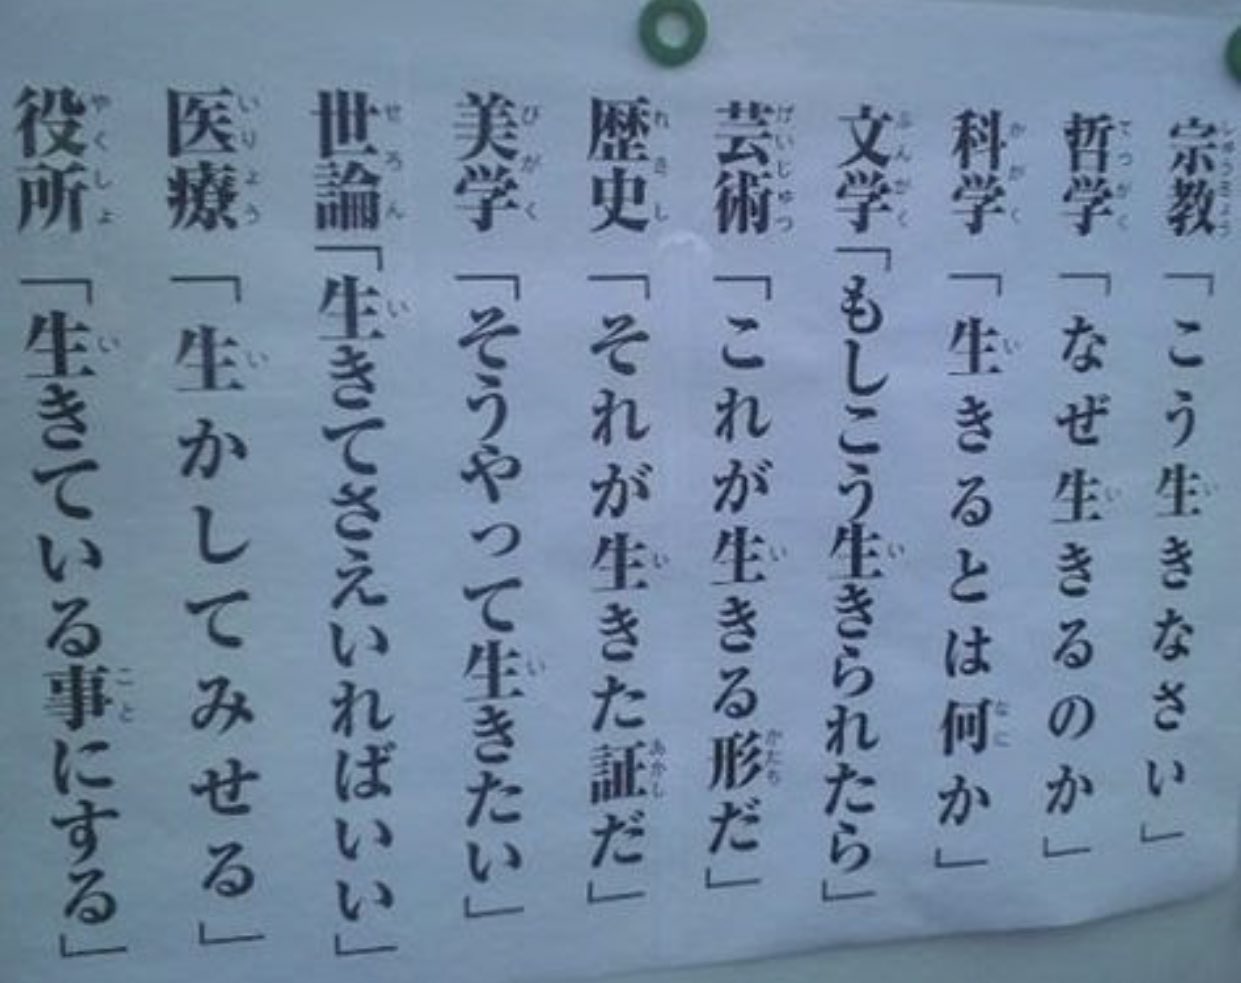 宗教「こう生きなさい」
哲学「なぜ生きるのか」
科学「生きるとは何か」
文学「もしこう生きられたら」
芸術「これが生きる形だ」
歴史「それが生きた証だ」
美学「そうやって生きたい」
世論「生きてさえいればいい」
医療「生かしてみせる」
役所「生きている事にする」